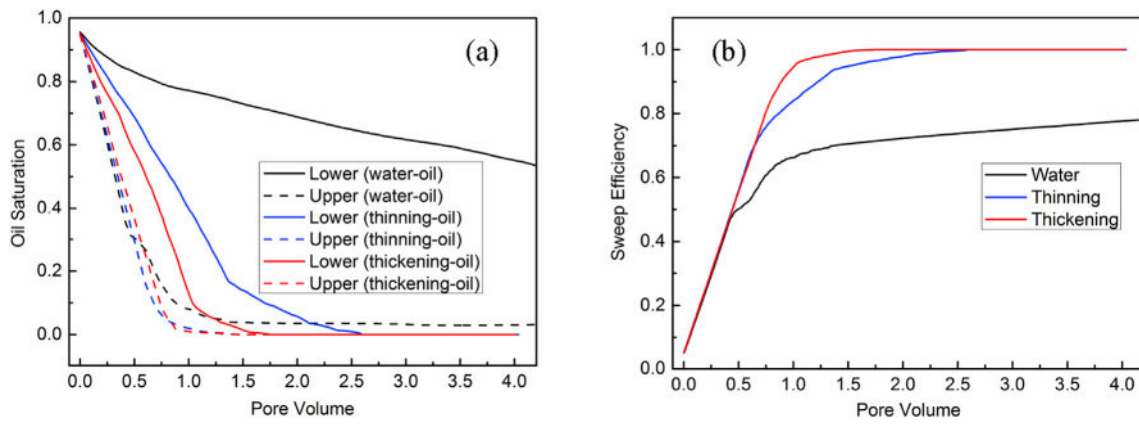 (a)
Oil Saturation
1.0
0.8
0.6
0.4
0.2
0.0
Lower (water-oil)
Upper (water-oil)
Lower (thinning-oil)
Upper (thinning-oil)
Lower (thickening-oil)
Upper (thickening-oil)
0.0 0.5 1.0 1.5 2.0 2.5 3.0 3.5 4.0
Pore Volume
(b)
Sweep Efficiency
1.0
0.8
0.6
0.4
0.2
0.0
Water
Thinning
Thickening
0.0 0.5 1.0 1.5 2.0 2.5 3.0 3.5 4.0
Pore Volume